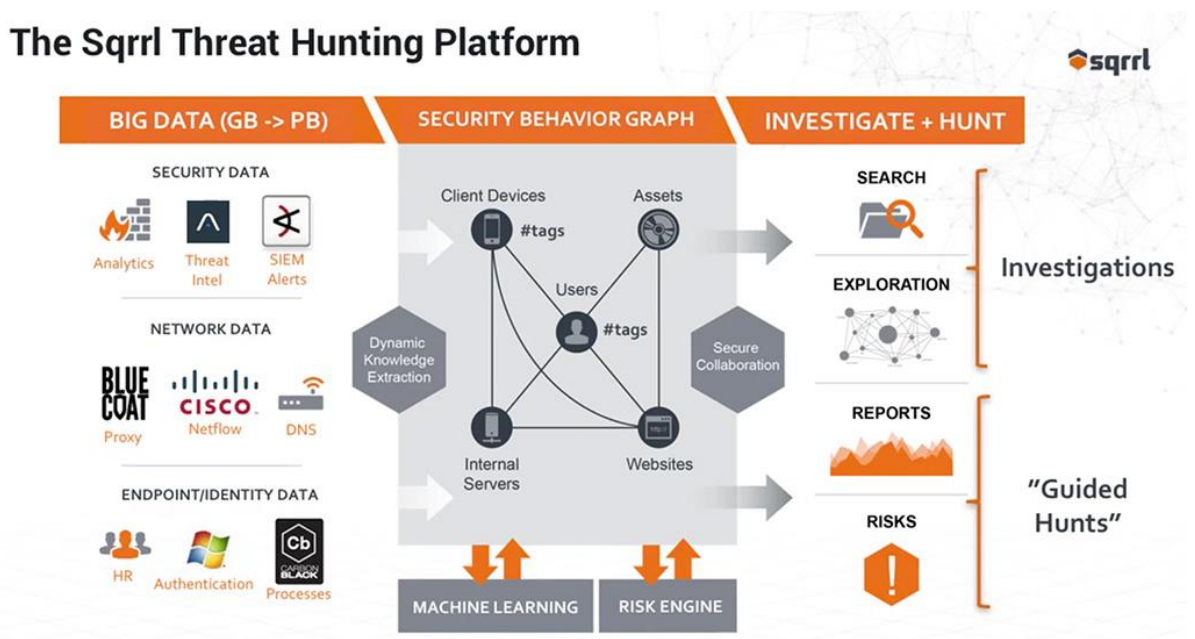 The Sqrrl Threat Hunting Platform
sqrrl
BIG DATA (GB -> PB)
SECURITY BEHAVIOR GRAPH
INVESTIGATE + HUNT
SECURITY DATA
Analytics
Threat
Intel
SIEM
Alerts
NETWORK DATA
BLUE
COAT
Proxy
CISCO
Netflow
DNS
ENDPOINT/IDENTITY DATA
HR
Authentication
Cb
CARBON
BLACK
Processes
Dynamic
Knowledge
Extraction
Client Devices
#tags
Assets
Users
#tags
Internal
Servers
http://
Websites
Secure
Collaboration
MACHINE LEARNING
RISK ENGINE
SEARCH
EXPLORATION
Investigations
REPORTS
RISKS
!
"Guided
Hunts"